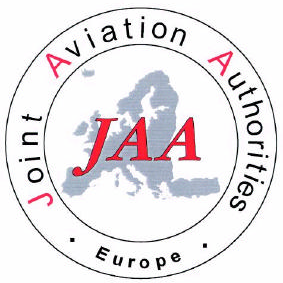 Joint Aviation Authorities
JAA
· Europe ·